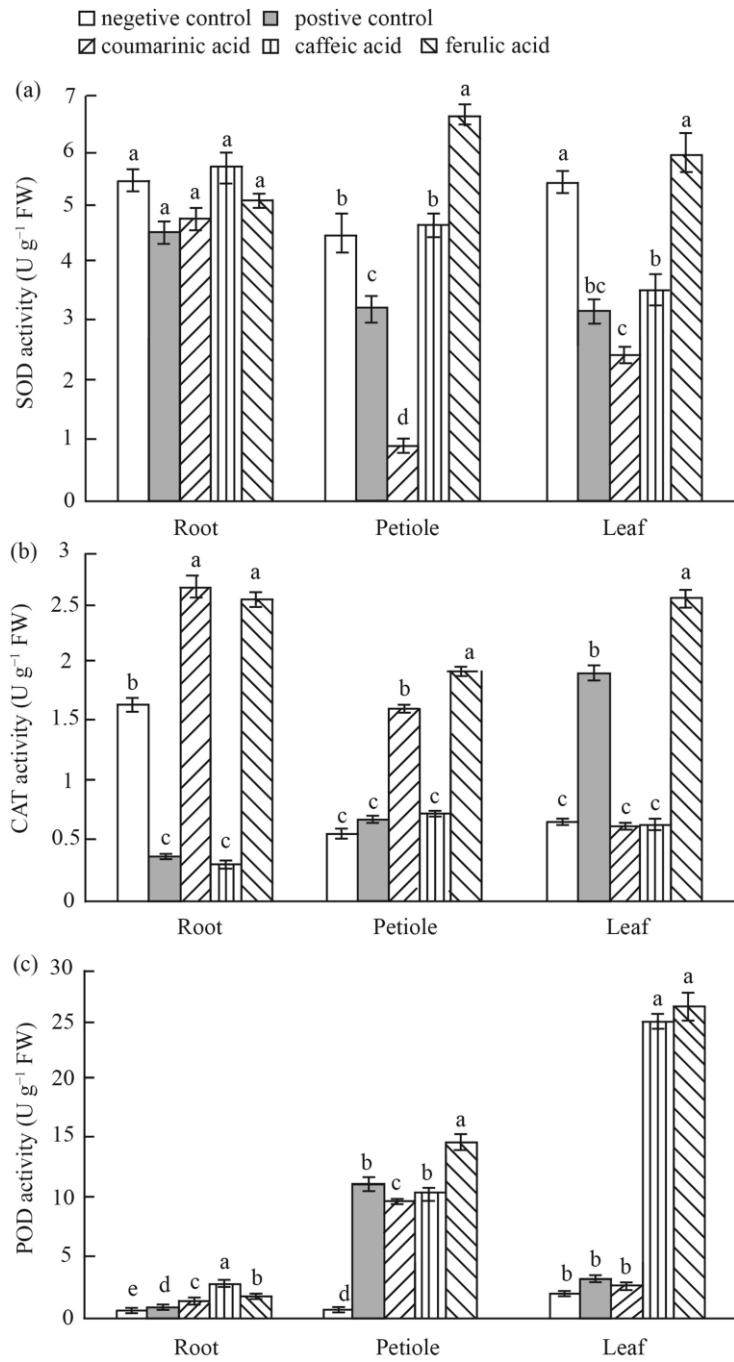 negetive control postive control
coumarinic acid caffeic acid ferulic acid
(a)
7
6
5
4
3
2
1
0
SOD activity (U g⁻¹ FW)
a a a a a
b c d b a
a bc c b a
Root Petiole Leaf
(b)
3
2.5
2
1.5
1
0.5
0
CAT activity (U g⁻¹ FW)
b c a c a
c c b c a
c b c c a
Root Petiole Leaf
(c)
30
25
20
15
10
5
0
POD activity (U g⁻¹ FW)
e d c a b
d b c b a
b b b a a
Root Petiole Leaf